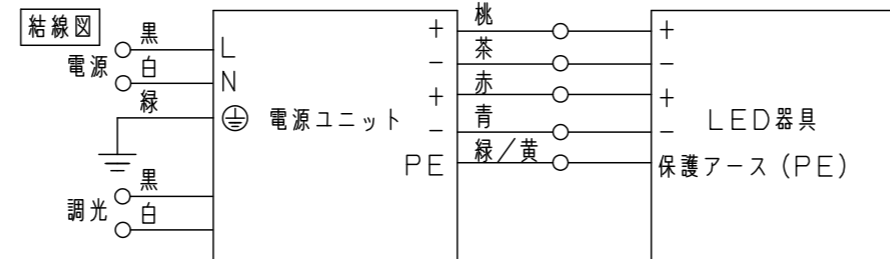 結線図
電源
黒
L
白
N
緑
電源ユニット
調光
黒
白
+
桃
+
−
茶
−
+
赤
+
−
青
−
LED器具
PE
緑/黄
保護アース(PE)